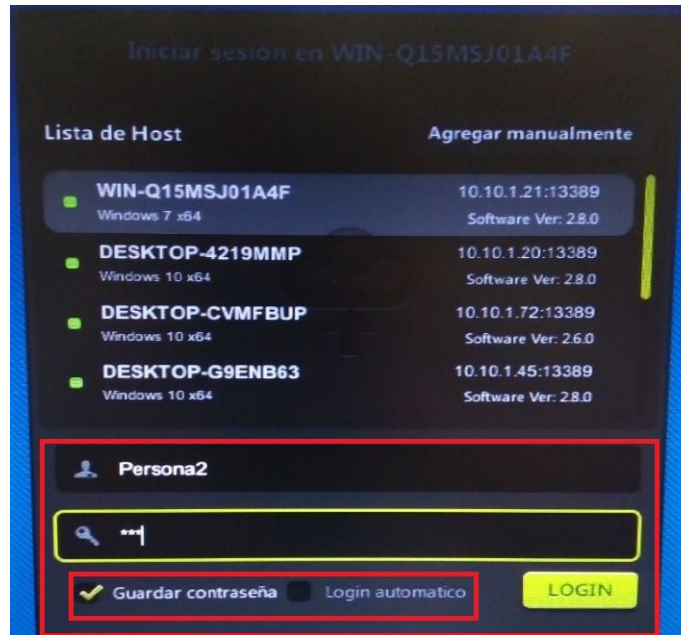 Iniciar sesión en WIN-Q15MSJ01A4F
Lista de Host Agregar manualmente
WIN-Q15MSJ01A4F 10.10.1.21:13389
Windows 7 x64 Software Ver: 2.8.0
DESKTOP-4219MMP 10.10.1.20:13389
Windows 10 x64 Software Ver: 2.8.0
DESKTOP-CVMFBUP 10.10.1.72:13389
Windows 10 x64 Software Ver: 2.6.0
DESKTOP-G9ENB63 10.10.1.45:13389
Windows 10 x64 Software Ver: 2.8.0
Persona2
***
Guardar contraseña Login automatico LOGIN